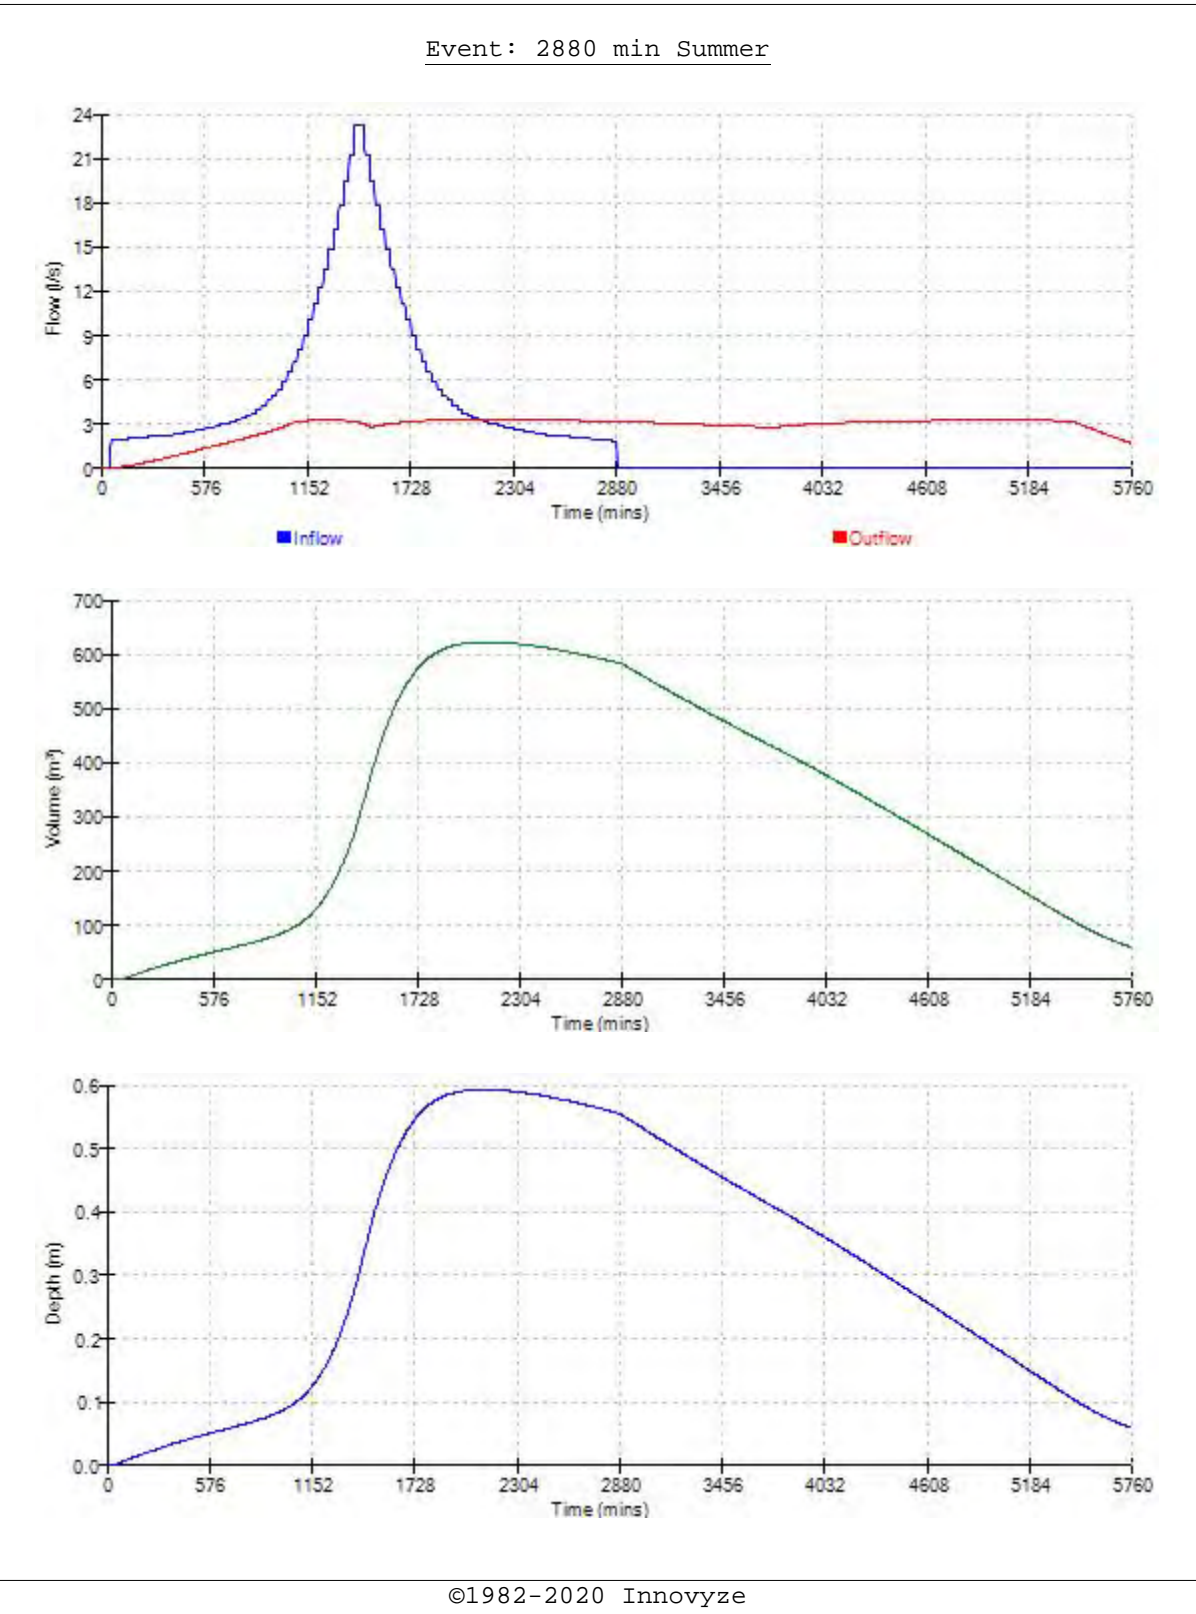 Event: 2880 min Summer
24
21
18
15
12
9
6
3
0
Flow (l/s)
0 576 1152 1728 2304 2880 3456 4032 4608 5184 5760
Time (mins)
Inflow Outflow
700
600
500
400
300
200
100
0
Volume (m³)
0 576 1152 1728 2304 2880 3456 4032 4608 5184 5760
Time (mins)
0.6
0.5
0.4
0.3
0.2
0.1
0.0
Depth (m)
0 576 1152 1728 2304 2880 3456 4032 4608 5184 5760
Time (mins)
©1982-2020 Innovyze